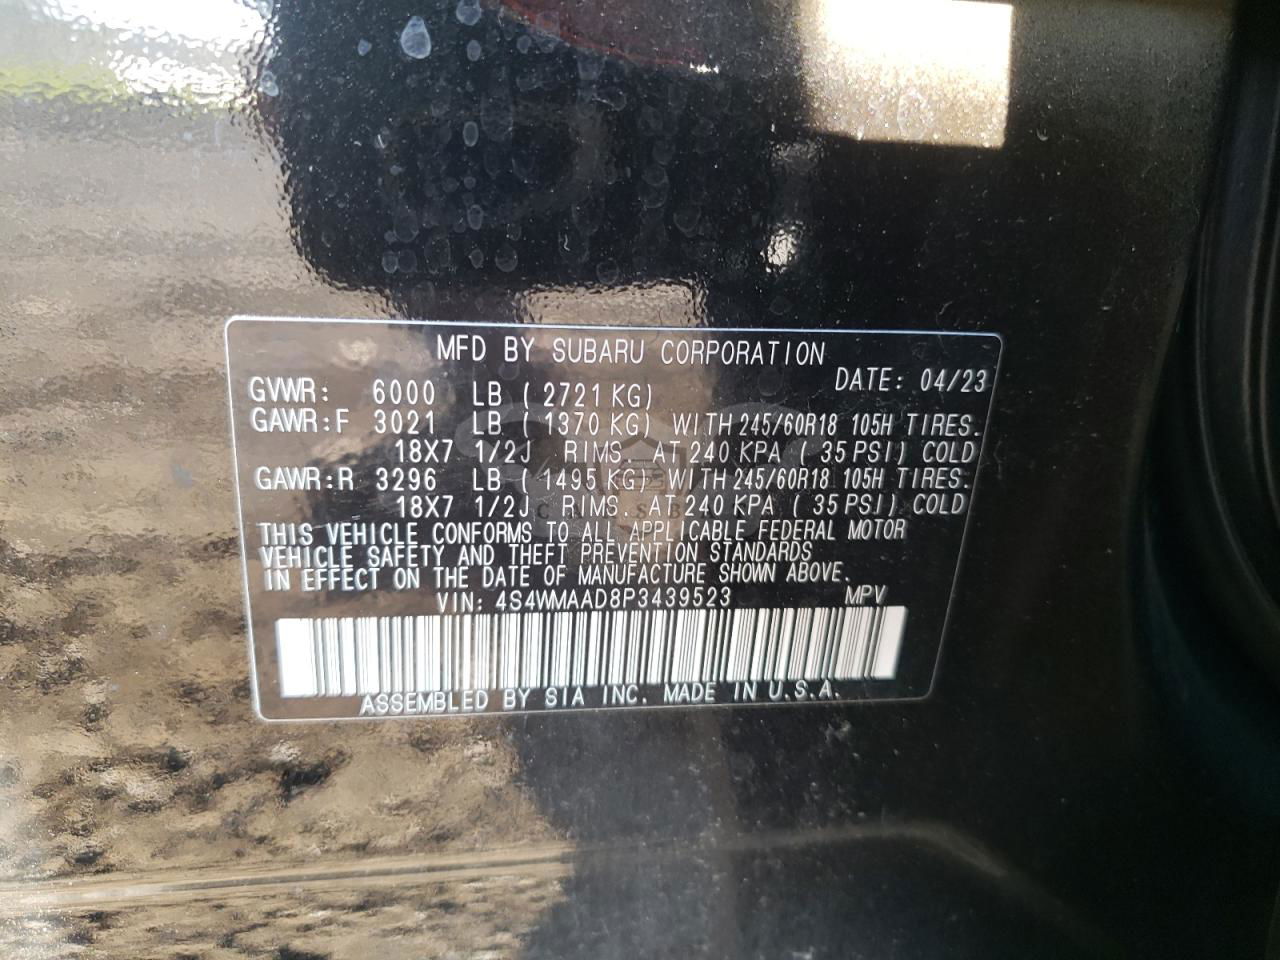 MFD BY SUBARU CORPORATION
GVWR: 6000 LB ( 2721 KG) DATE: 04/23
GAWR:F 3021 LB ( 1370 KG) WITH 245/60R18 105H TIRES.
18X7 1/2J RIMS. AT 240 KPA ( 35 PSI) COLD
GAWR:R 3296 LB ( 1495 KG) WITH 245/60R18 105H TIRES.
18X7 1/2J RIMS. AT 240 KPA ( 35 PSI) COLD
THIS VEHICLE CONFORMS TO ALL APPLICABLE FEDERAL MOTOR
VEHICLE SAFETY AND THEFT PREVENTION STANDARDS
IN EFFECT ON THE DATE OF MANUFACTURE SHOWN ABOVE.
VIN: 4S4WMAAD8P3439523 MPV
ASSEMBLED BY SIA INC. MADE IN U.S.A.